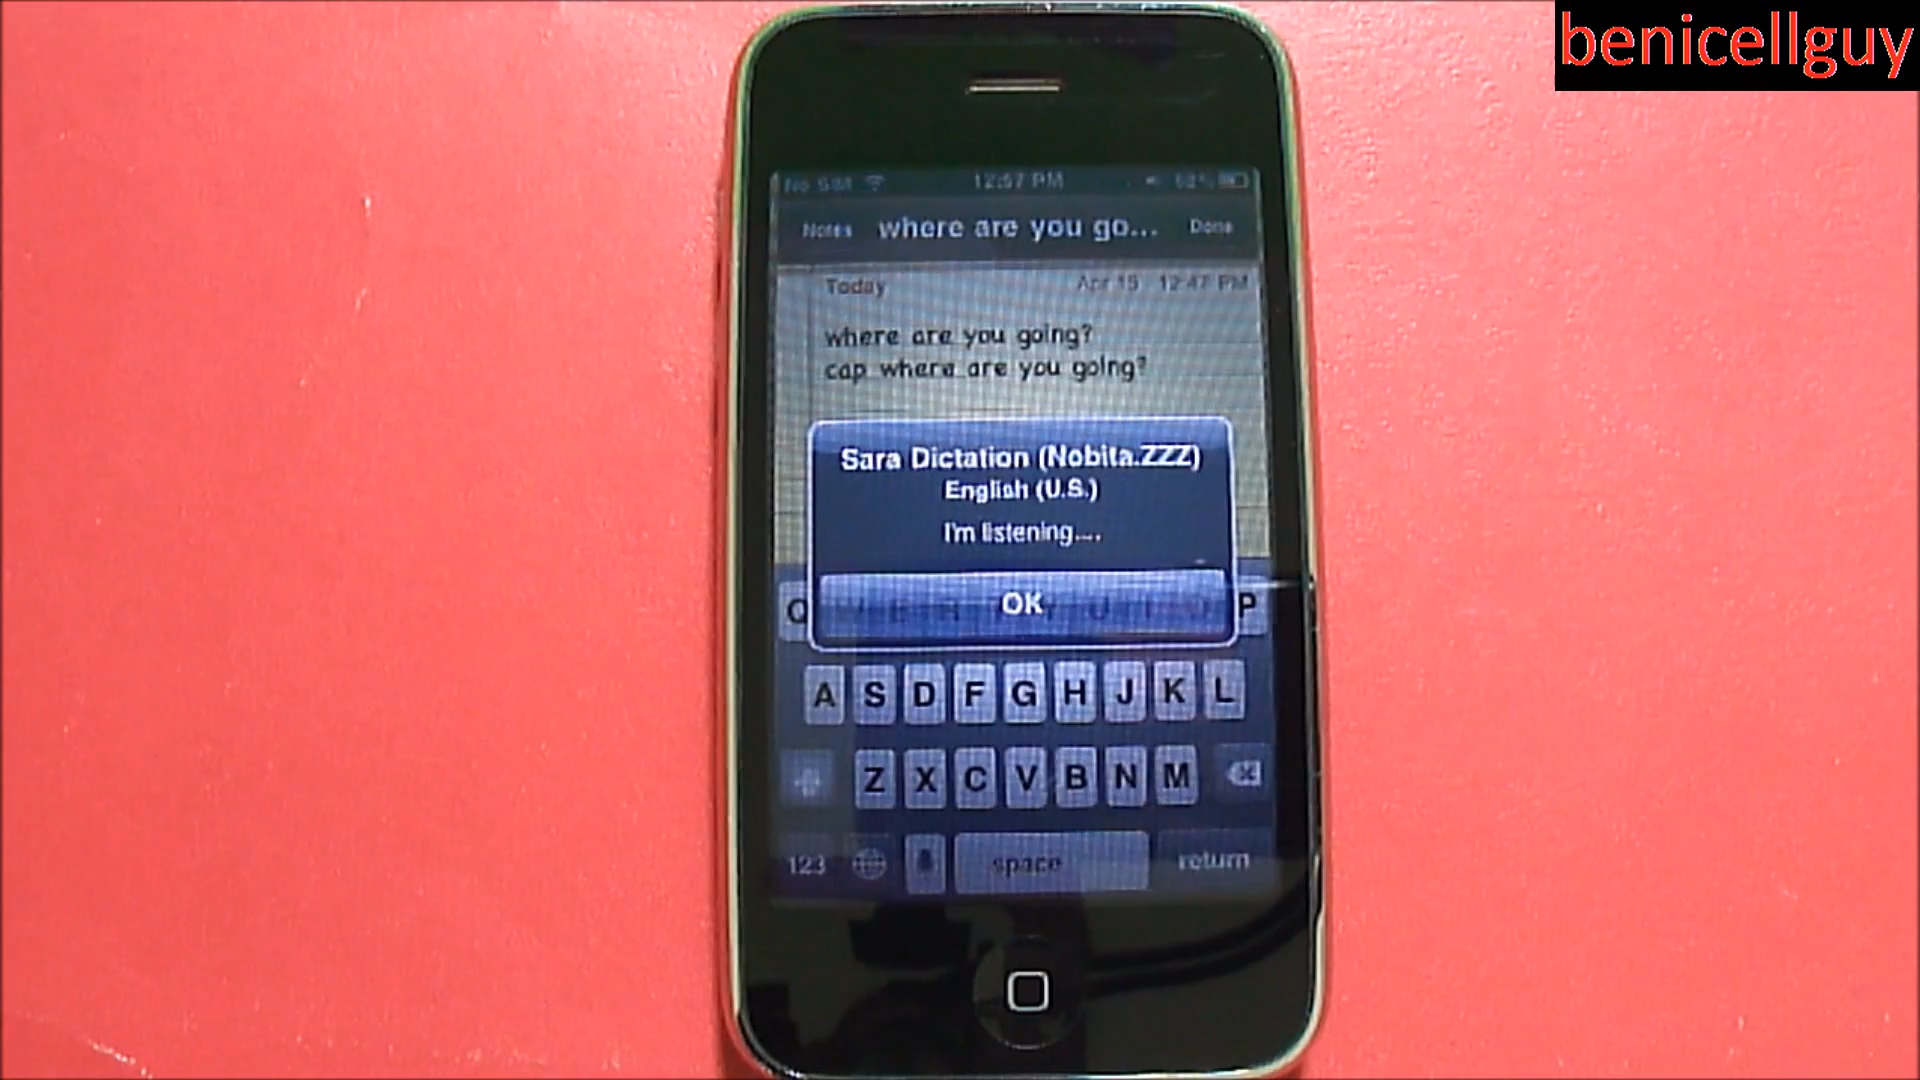 benicellguy
No SIM 12:57 PM
Notes where are you go... Done
Today Apr 15 12:47 PM
where are you going?
cap where are you going?
Sara Dictation (Nobita.ZZZ)
English (U.S.)
I'm listening....
OK
P
A S D F G H J K L
Z X C V B N M
123 space return